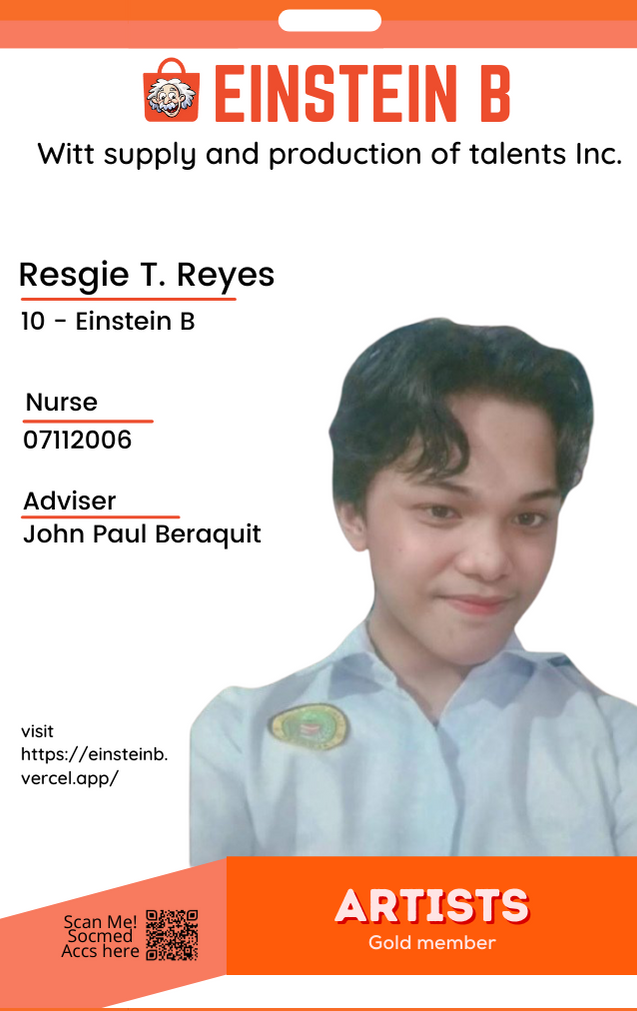 EINSTEIN B
Witt supply and production of talents Inc.
Resgie T. Reyes
10 - Einstein B
Nurse
07112006
Adviser
John Paul Beraquit
visit
https://einsteinb.
vercel.app/
Scan Me!
Socmed
Accs here
ARTISTS
Gold member